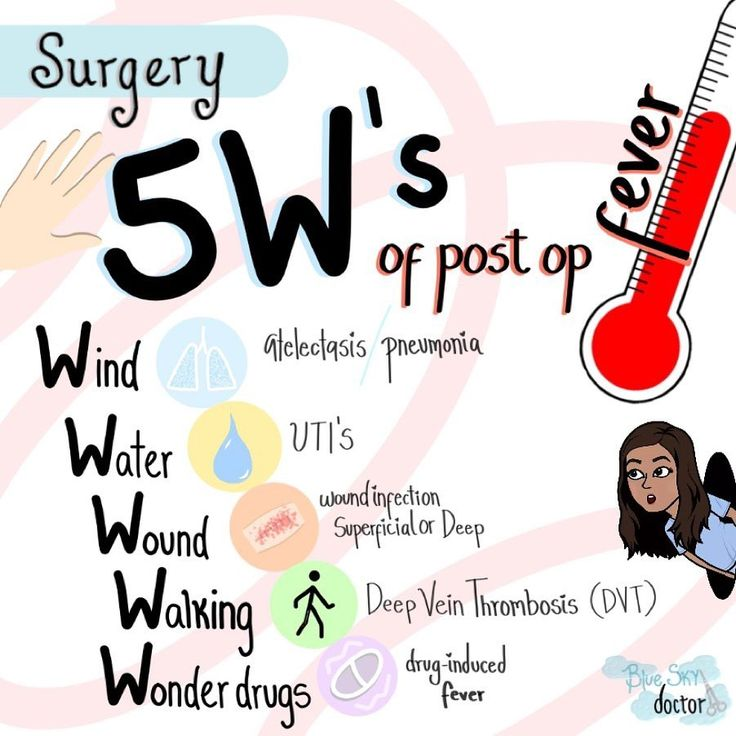 Surgery
5W's
of post op fever
Wind
atelectasis/pneumonia
Water
UTI's
Wound
wound infection
Superficial or Deep
Walking
Deep Vein Thrombosis (DVT)
Wonder drugs
drug-induced
fever
Blue Sky
doctor